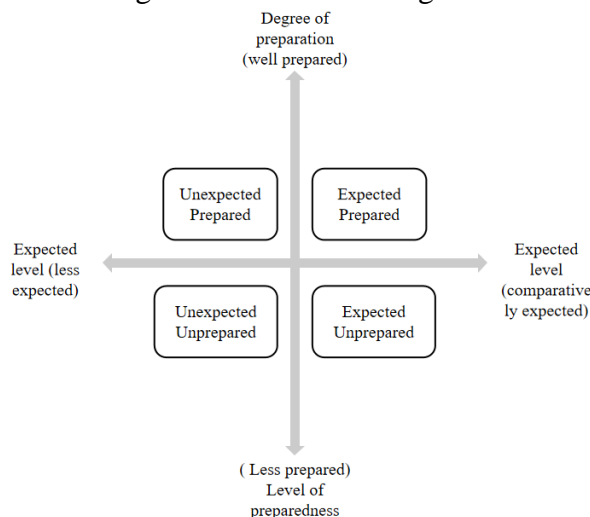 Degree of
preparation
(well prepared)
Unexpected
Prepared
Expected
Prepared
Expected
level (less
expected)
Expected
level
(comparative
ly expected)
Unexpected
Unprepared
Expected
Unprepared
( Less prepared)
Level of
preparedness